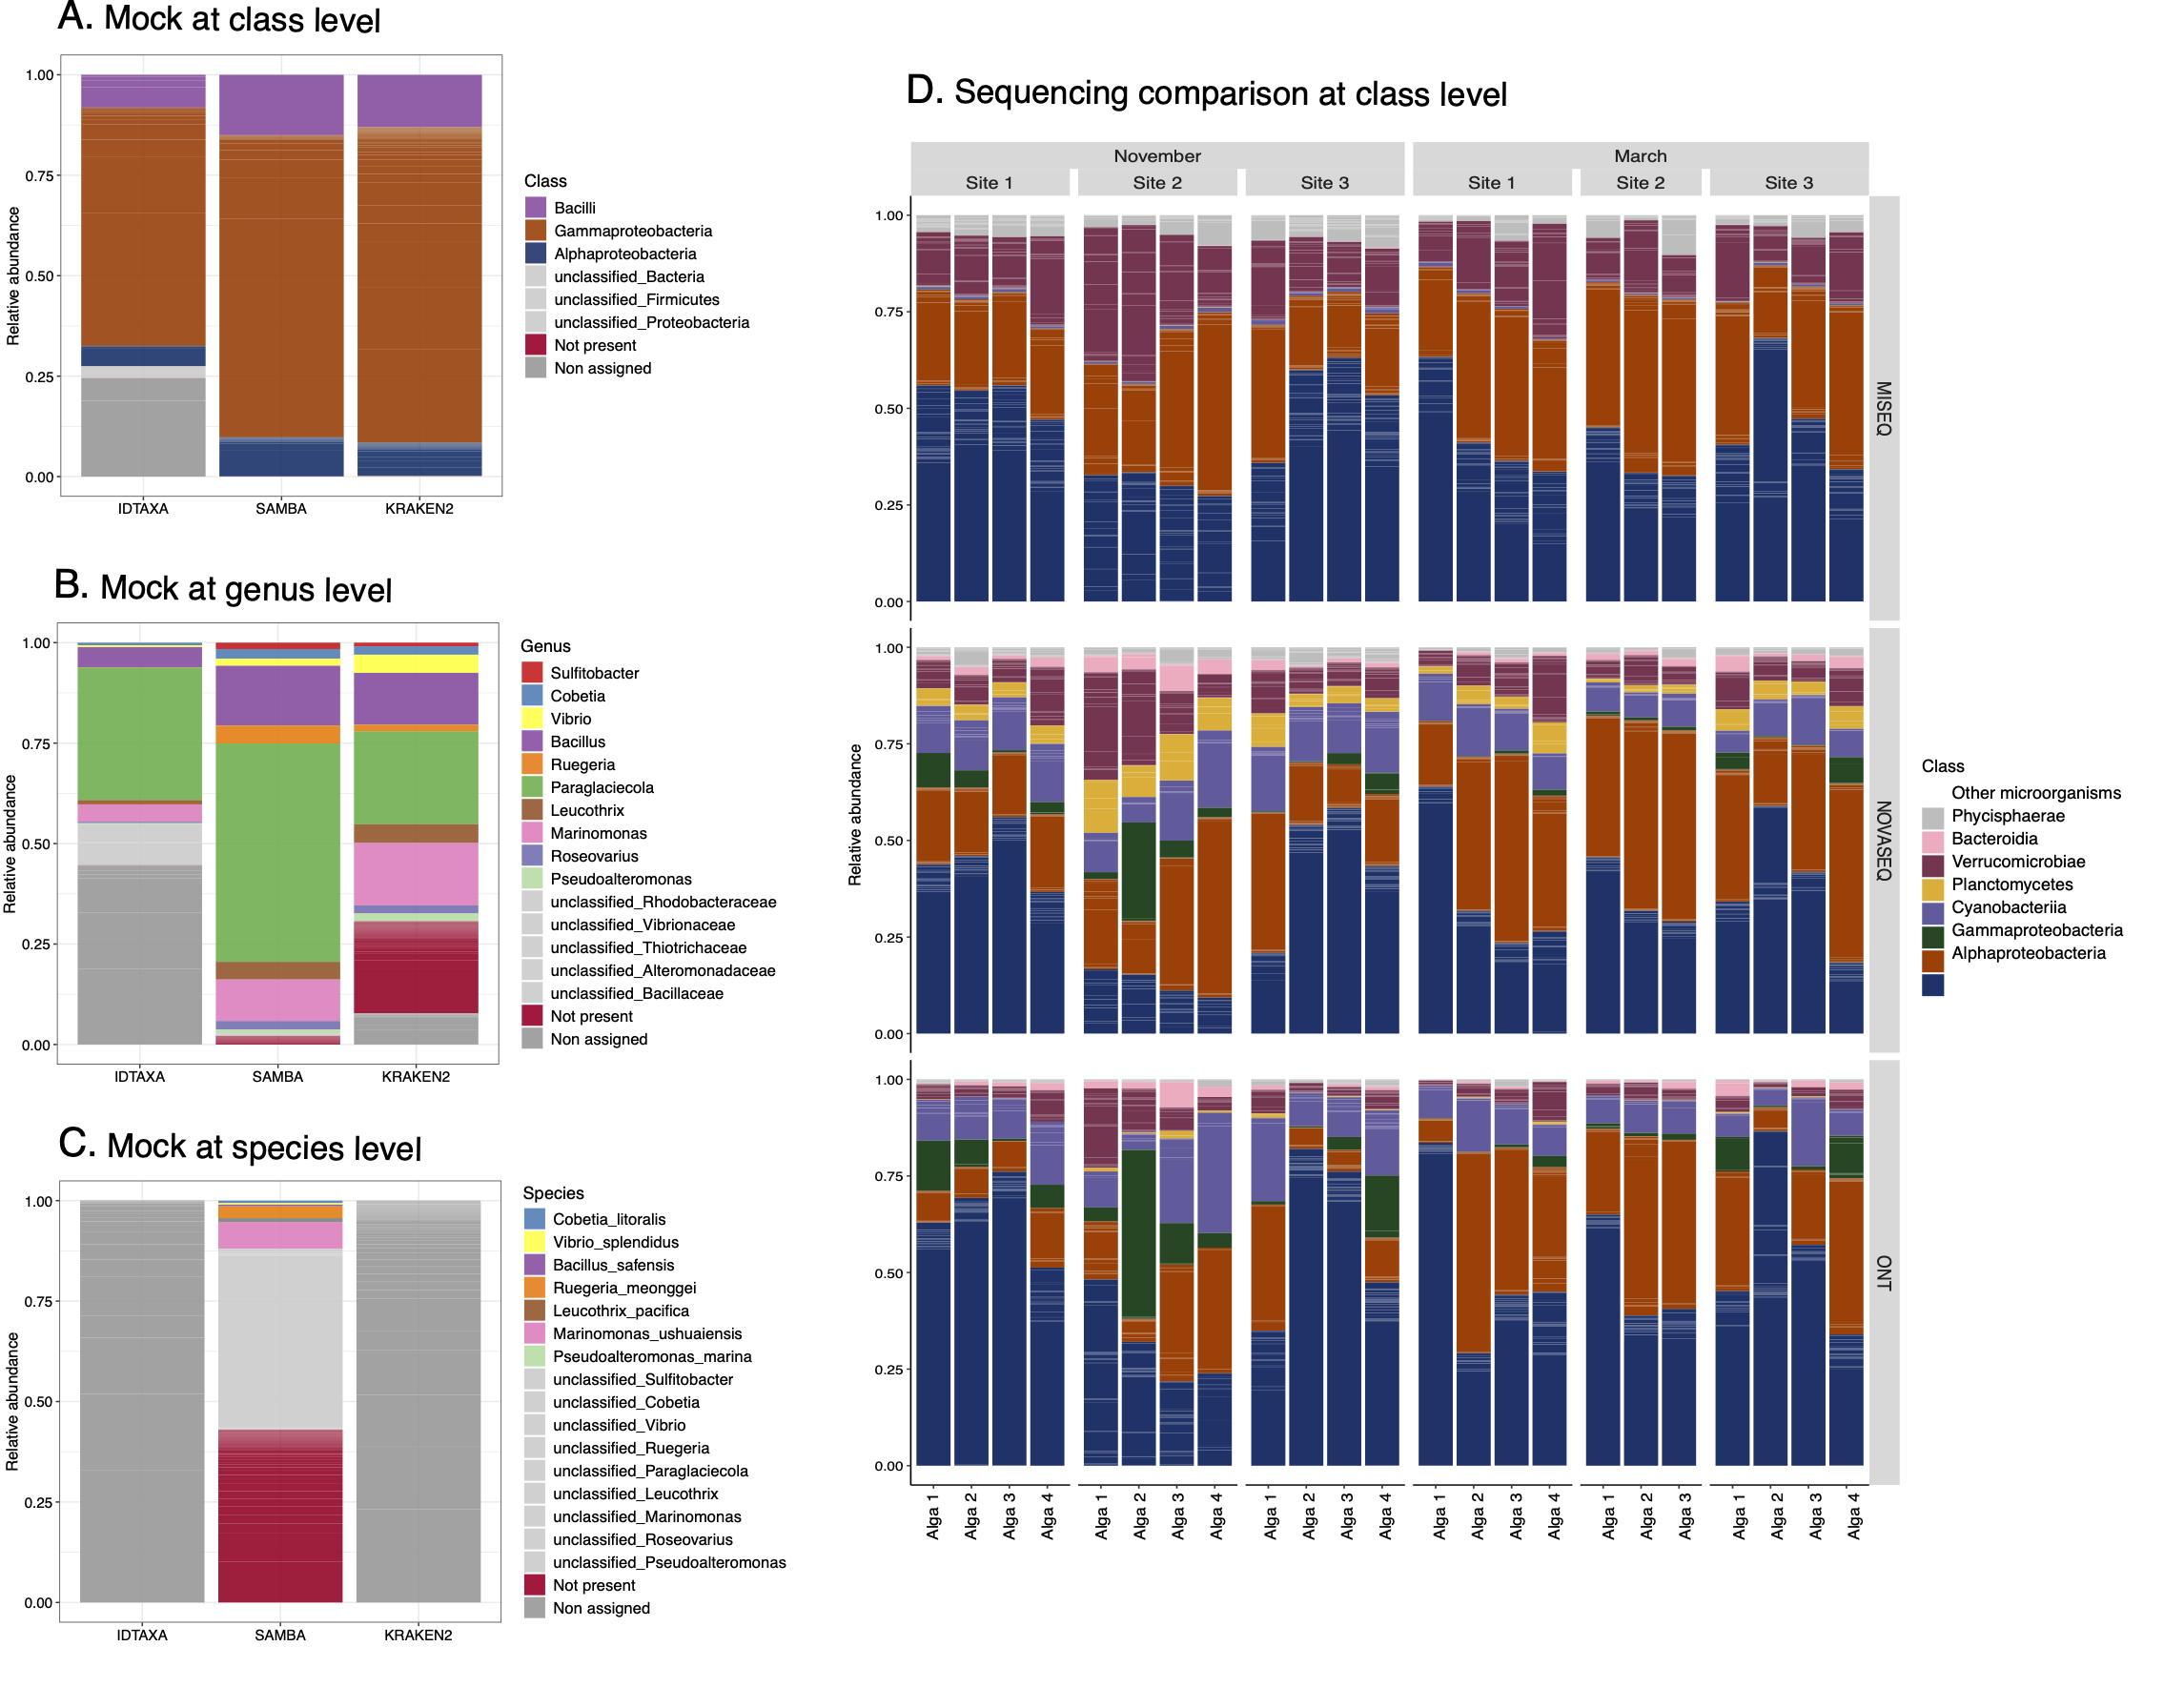 A. Mock at class level
1.00
0.75
0.50
0.25
0.00
Relative abundance
IDTAXA SAMBA KRAKEN2
Class
Bacilli
Gammaproteobacteria
Alphaproteobacteria
unclassified_Bacteria
unclassified_Firmicutes
unclassified_Proteobacteria
Not present
Non assigned
B. Mock at genus level
1.00
0.75
0.50
0.25
0.00
Relative abundance
IDTAXA SAMBA KRAKEN2
Genus
Sulfitobacter
Cobetia
Vibrio
Bacillus
Ruegeria
Paraglaciecola
Leucothrix
Marinomonas
Roseovarius
Pseudoalteromonas
unclassified_Rhodobacteraceae
unclassified_Vibrionaceae
unclassified_Thiotrichaceae
unclassified_Alteromonadaceae
unclassified_Bacillaceae
Not present
Non assigned
C. Mock at species level
1.00
0.75
0.50
0.25
0.00
Relative abundance
IDTAXA SAMBA KRAKEN2
Species
Cobetia_litoralis
Vibrio_splendidus
Bacillus_safensis
Ruegeria_meonggei
Leucothrix_pacifica
Marinomonas_ushuaiensis
Pseudoalteromonas_marina
unclassified_Sulfitobacter
unclassified_Cobetia
unclassified_Vibrio
unclassified_Ruegeria
unclassified_Paraglaciecola
unclassified_Leucothrix
unclassified_Marinomonas
unclassified_Roseovarius
unclassified_Pseudoalteromonas
Not present
Non assigned
D. Sequencing comparison at class level
November March
Site 1 Site 2 Site 3 Site 1 Site 2 Site 3
1.00
0.75
0.50
0.25
0.00
MISEQ
1.00
0.75
0.50
0.25
0.00
Relative abundance
NOVASEQ
1.00
0.75
0.50
0.25
0.00
ONT
Alga 1 Alga 2 Alga 3 Alga 4 Alga 1 Alga 2 Alga 3 Alga 4 Alga 1 Alga 2 Alga 3 Alga 4 Alga 1 Alga 2 Alga 3 Alga 4 Alga 1 Alga 2 Alga 3 Alga 1 Alga 2 Alga 3 Alga 4
Class
Other microorganisms
Phycisphaerae
Bacteroidia
Verrucomicrobiae
Planctomycetes
Cyanobacteriia
Gammaproteobacteria
Alphaproteobacteria